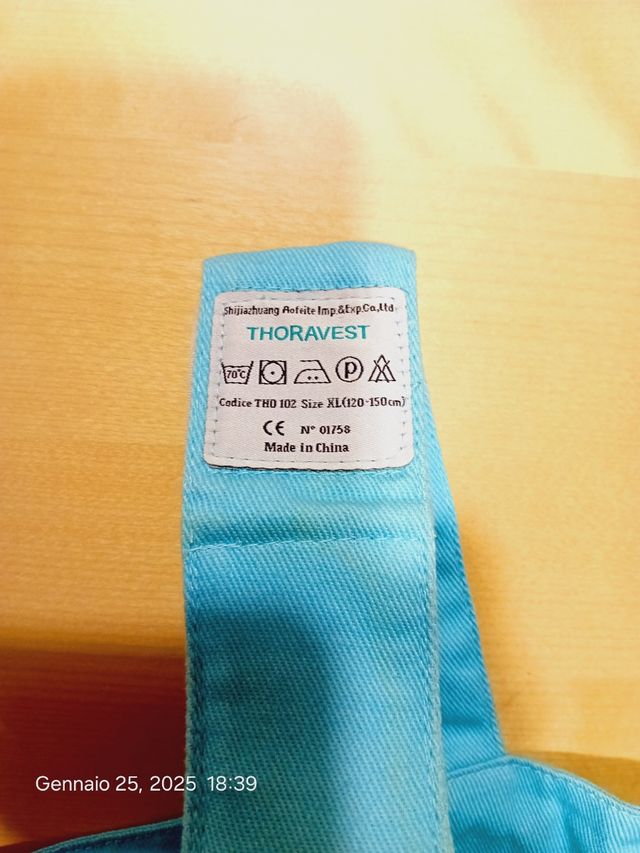 Shijiazhuang Aofeite Imp.&Exp.Co.,Ltd
THORAVEST
70°C P
Codice THO 102 Size XL(120-150cm)
CE N° 01758
Made in China
Gennaio 25, 2025 18:39